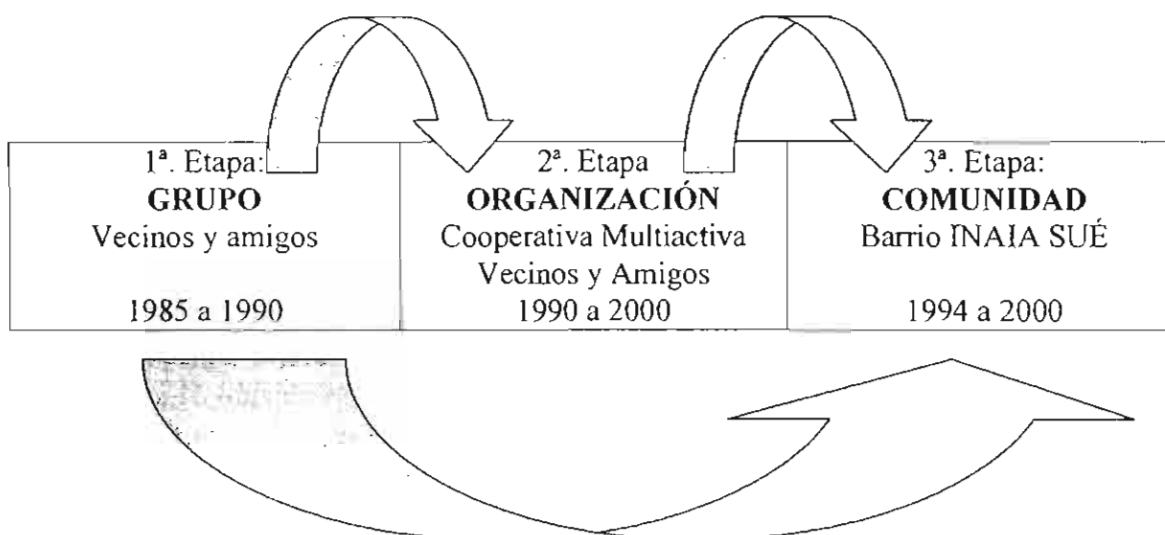 1ª. Etapa:
GRUPO
Vecinos y amigos
1985 a 1990
2ª. Etapa
ORGANIZACIÓN
Cooperativa Multiactiva
Vecinos y Amigos
1990 a 2000
3ª. Etapa:
COMUNIDAD
Barrio INAIA SUÉ
1994 a 2000